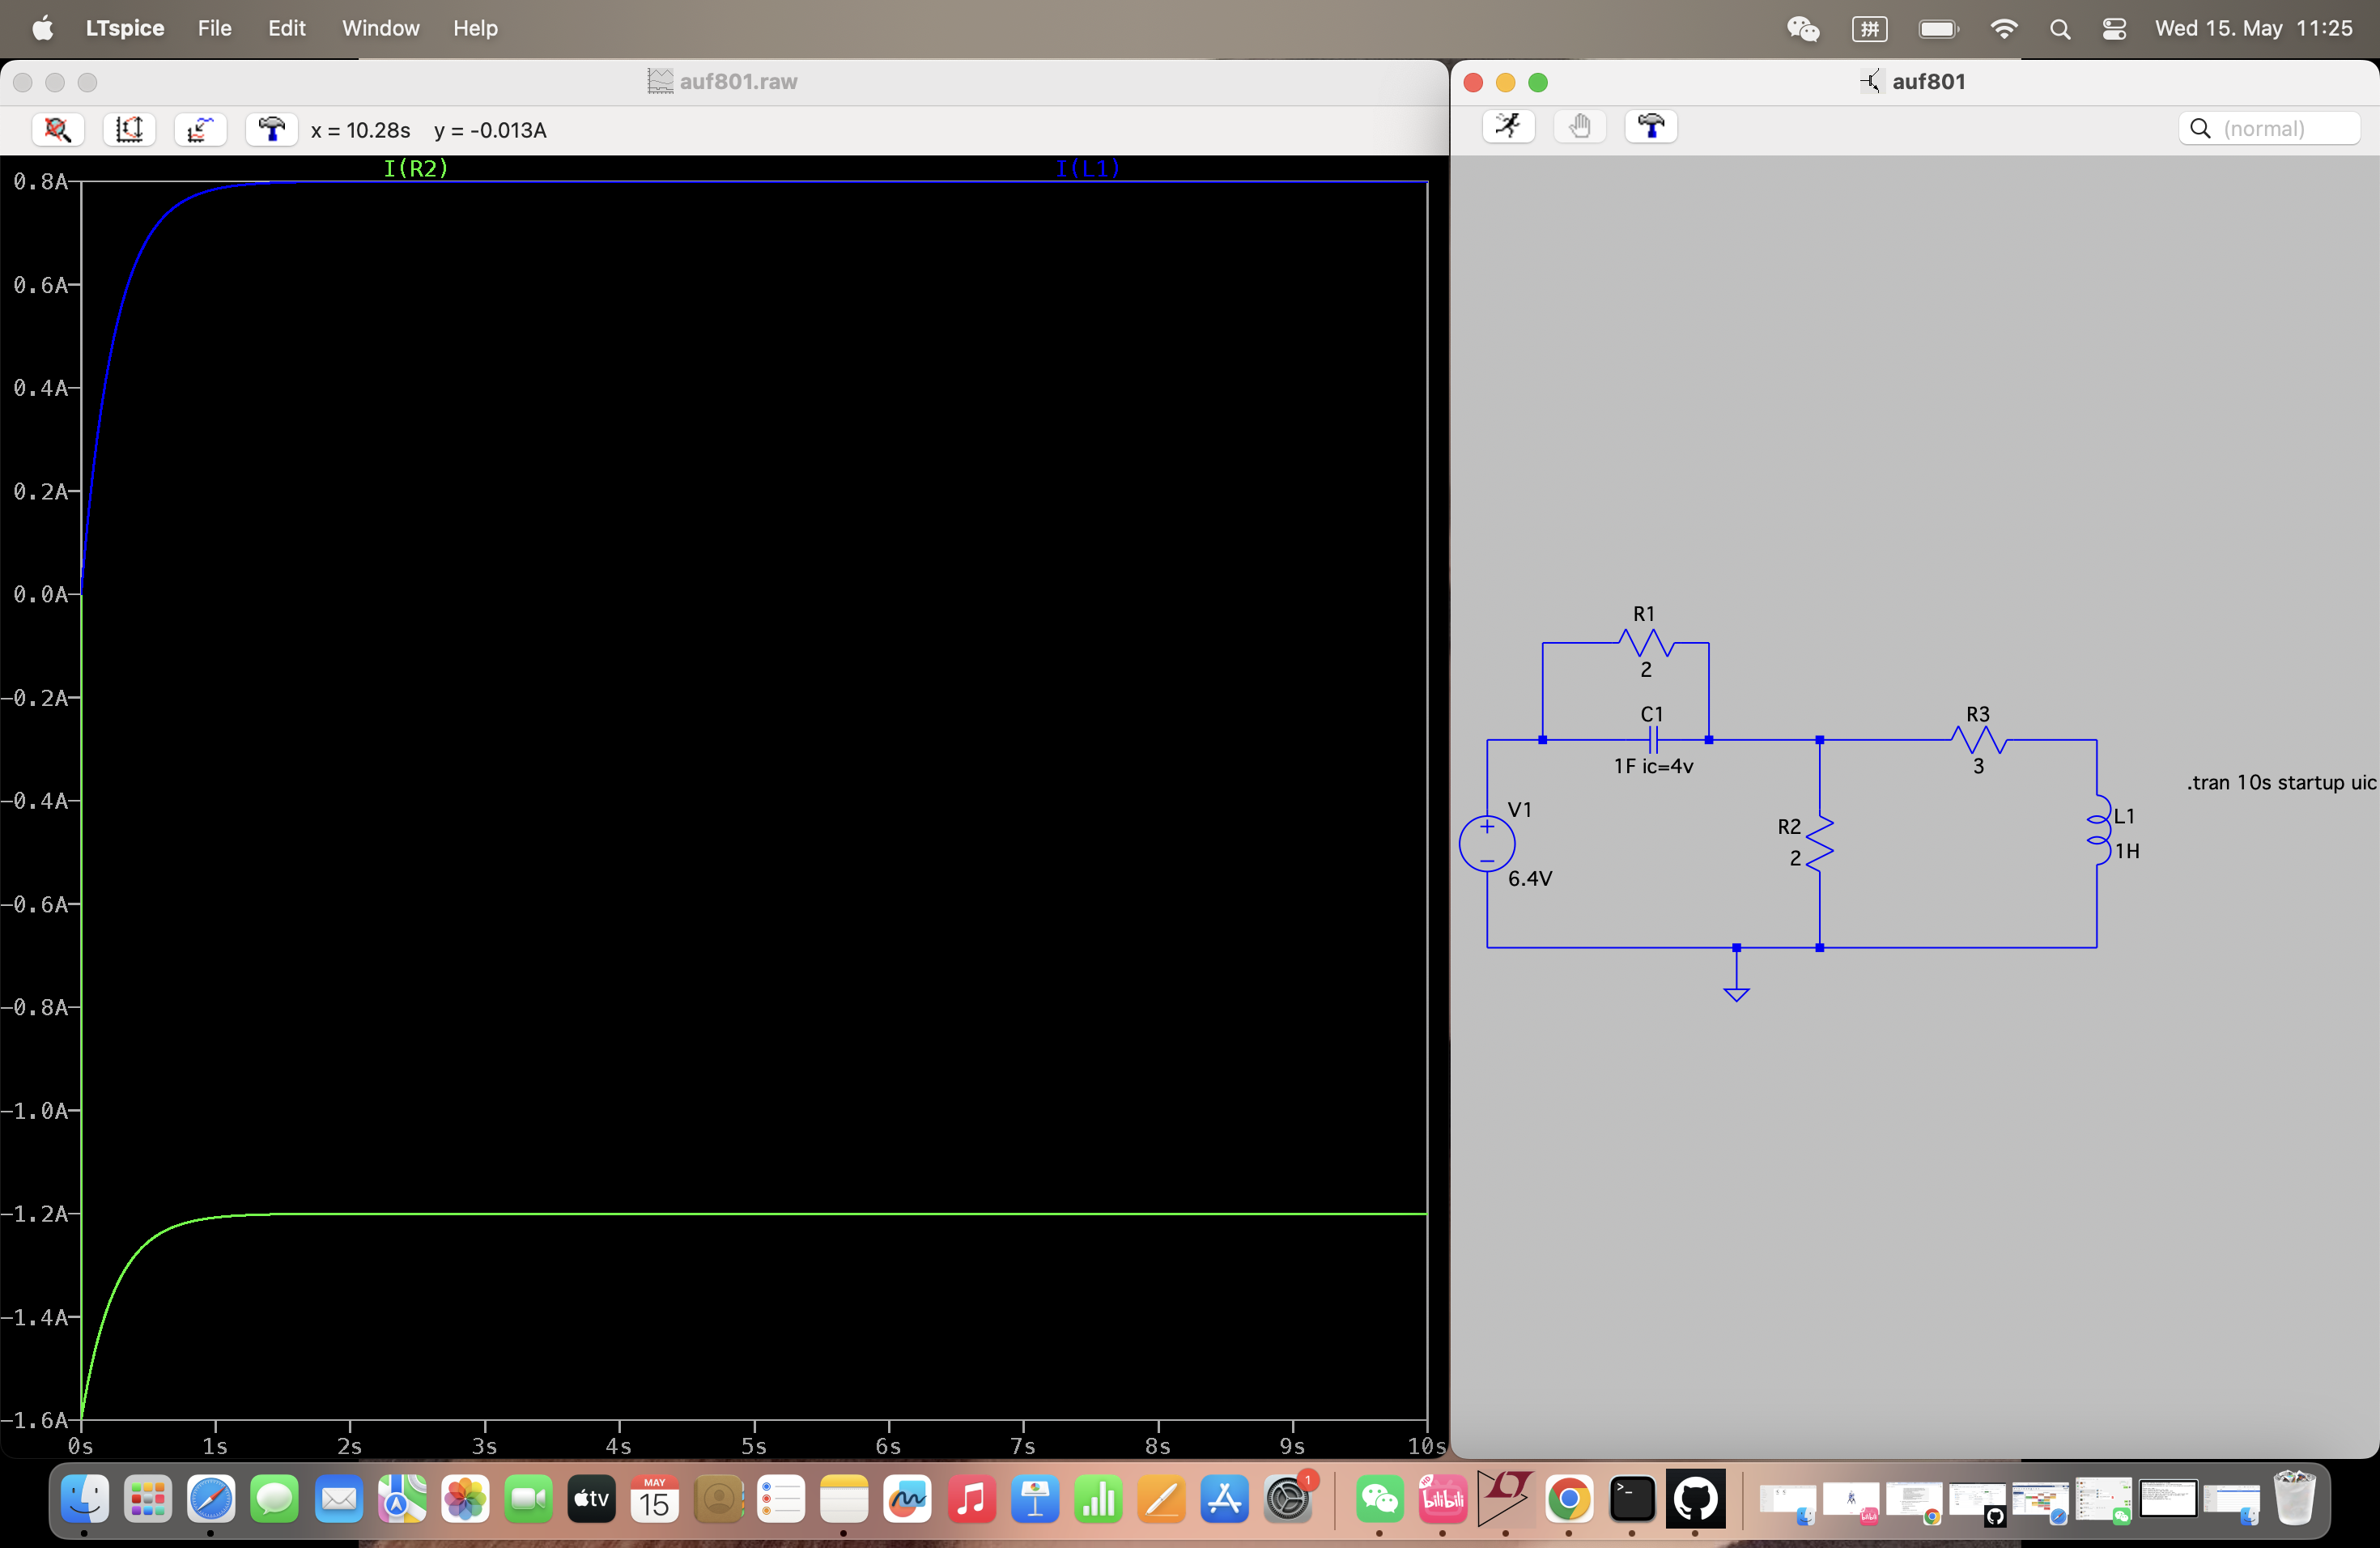 LTspice File Edit Window Help
拼
Wed 15. May 11:25
auf801.raw
x = 10.28s y = -0.013A
I(R2) I(L1)
0.8A
0.6A
0.4A
0.2A
0.0A
-0.2A
-0.4A
-0.6A
-0.8A
-1.0A
-1.2A
-1.4A
-1.6A
0s 1s 2s 3s 4s 5s 6s 7s 8s 9s 10s
auf801
(normal)
R1
2
C1
1F ic=4v
R3
3
.tran 10s startup uic
V1
6.4V
R2
2
L1
1H
tv
MAY
15
1
bilibili